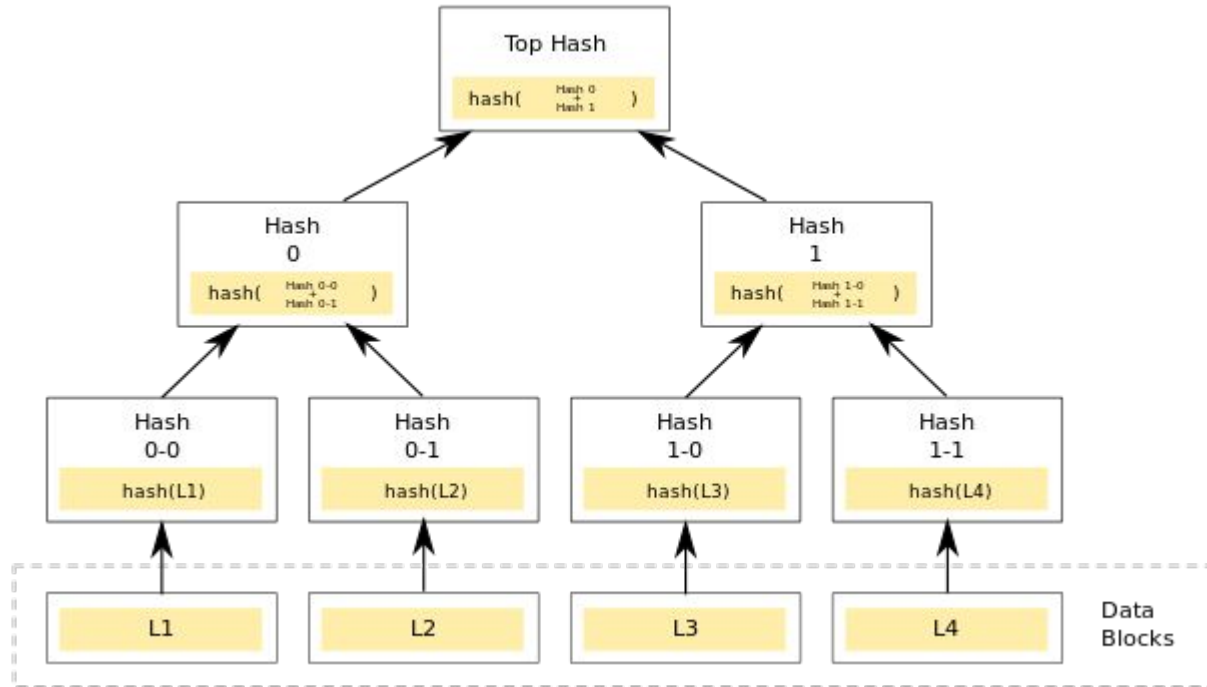 Top Hash
hash( Hash 0 + Hash 1 )
Hash
0
hash( Hash 0-0 + Hash 0-1 )
Hash
1
hash( Hash 1-0 + Hash 1-1 )
Hash
0-0
hash(L1)
Hash
0-1
hash(L2)
Hash
1-0
hash(L3)
Hash
1-1
hash(L4)
L1
L2
L3
L4
Data
Blocks